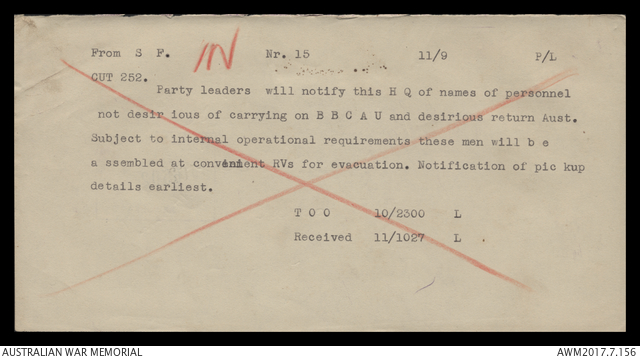 From S F. IN Nr. 15 11/9 P/L
CUT 252.
Party leaders will notify this H Q of names of personnel
not desir ious of carrying on B B C A U and desirious return Aust.
Subject to internal operational requirements these men will b e
a ssembled at convenient RVs for evacuation. Notification of pic kup
details earliest.
T O O 10/2300 L
Received 11/1027 L
AUSTRALIAN WAR MEMORIAL AWM2017.7.156